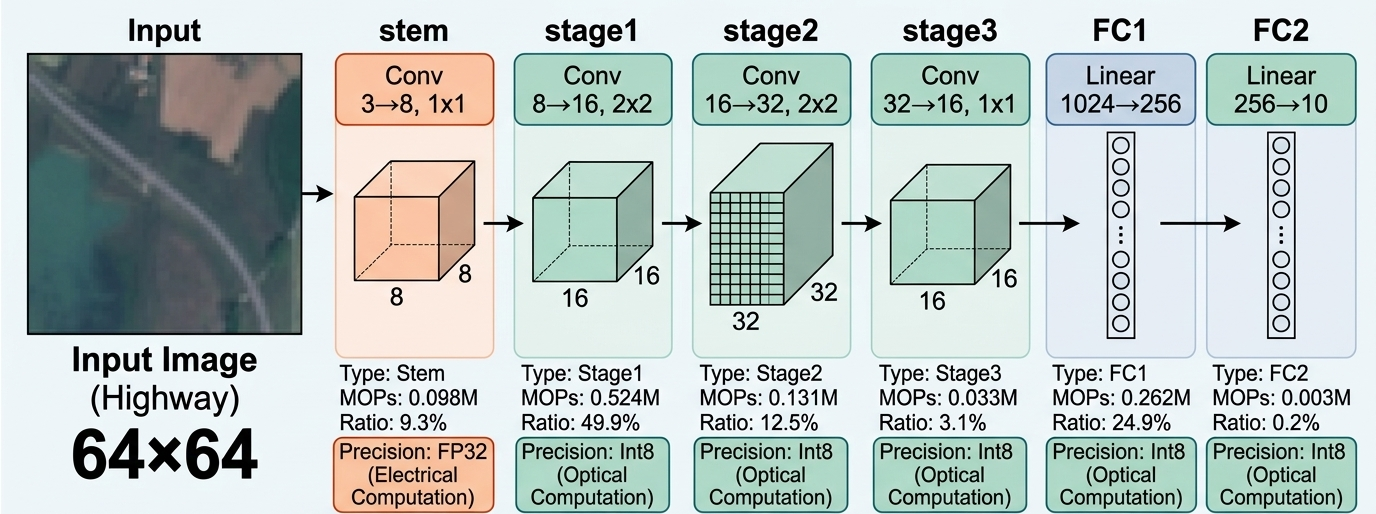 Input
Input Image
(Highway)
64×64
stem
Conv
3→8, 1x1
8
8
Type: Stem
MOPs: 0.098M
Ratio: 9.3%
Precision: FP32
(Electrical
Computation)
stage1
Conv
8→16, 2x2
16
16
Type: Stage1
MOPs: 0.524M
Ratio: 49.9%
Precision: Int8
(Optical
Computation)
stage2
Conv
16→32, 2x2
32
32
Type: Stage2
MOPs: 0.131M
Ratio: 12.5%
Precision: Int8
(Optical
Computation)
stage3
Conv
32→16, 1x1
16
16
Type: Stage3
MOPs: 0.033M
Ratio: 3.1%
Precision: Int8
(Optical
Computation)
FC1
Linear
1024→256
Type: FC1
MOPs: 0.262M
Ratio: 24.9%
Precision: Int8
(Optical
Computation)
FC2
Linear
256→10
Type: FC2
MOPs: 0.003M
Ratio: 0.2%
Precision: Int8
(Optical
Computation)